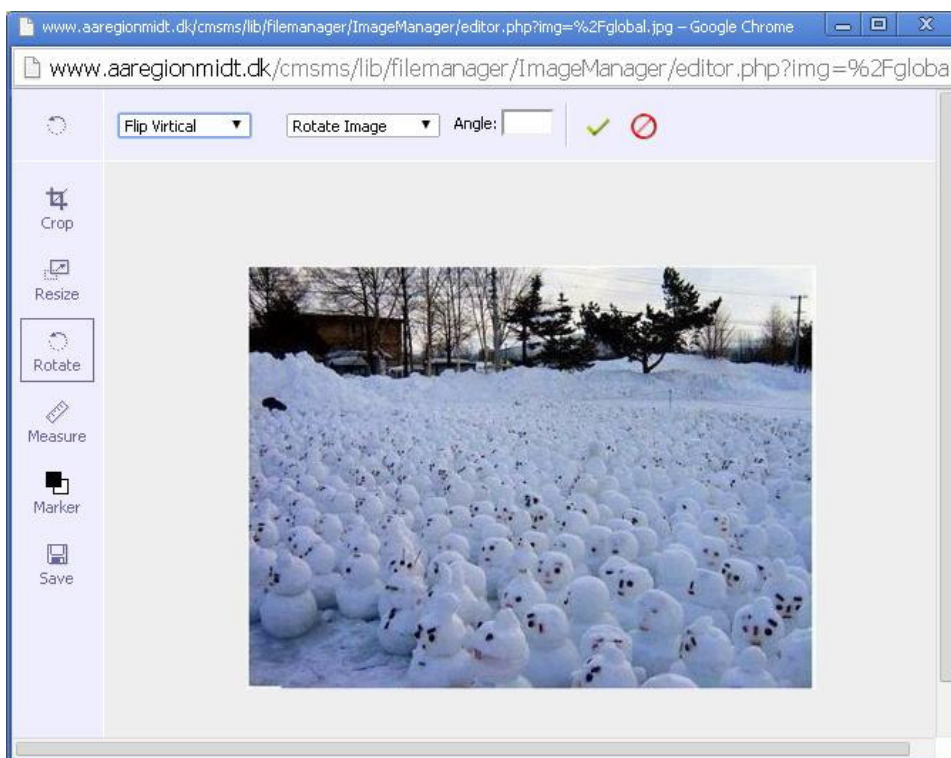 www.aaregionmidt.dk/cmsms/lib/filemanager/ImageManager/editor.php?img=%2Fglobal.jpg – Google Chrome
www.aaregionmidt.dk/cmsms/lib/filemanager/ImageManager/editor.php?img=%2Fgloba
Flip Virtical Rotate Image Angle:
Crop
Resize
Rotate
Measure
Marker
Save